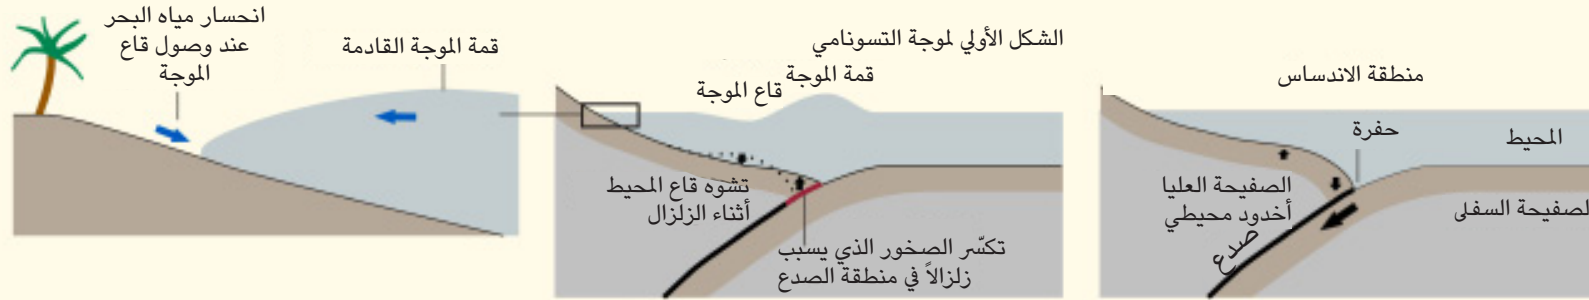 منطقة الاندساس
المحيط
حفرة
الصفيحة العليا
أخدود محيطي
لصفيحة السفلى
صدع
الشكل الأولي لموجة التسونامي
قمة الموجة
قاع الموجة
تشوه قاع المحيط
أثناء الزلزال
تكسّر الصخور الذي يسبب
زلزالاً في منطقة الصدع
قمة الموجة القادمة
انحسار مياه البحر
عند وصول قاع
الموجة